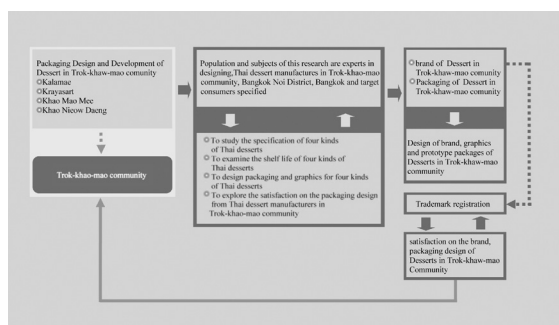 Packaging Design and Development of
Dessert in Trok-khaw-mao comunity
Kalamae
Krayasart
Khao Mao Mee
Khao Nieow Daeng
Trok-khao-mao community
Population and subjects of this research are experts in
designing,Thai dessert manufactures in Trok-khao-mao
community, Bangkok Noi District, Bangkok and target
consumers specified
To study the specification of four kinds
of Thai desserts
To examine the shelf life of four kinds of
Thai desserts
To design packaging and graphics for four kinds
of Thai desserts
To explore the satisfaction on the packaging design
from Thai dessert manufacturers in
Trok-khao-mao community
brand of Dessert in
Trok-khaw-mao comunity
Packaging of Dessert in
Trok-khaw-mao comunity
Design of brand, graphics
and prototype packages of
Desserts in Trok-khaw-mao
community
Trademark registration
satisfaction on the brand,
packaging design of
Desserts in Trok-khaw-mao
Community